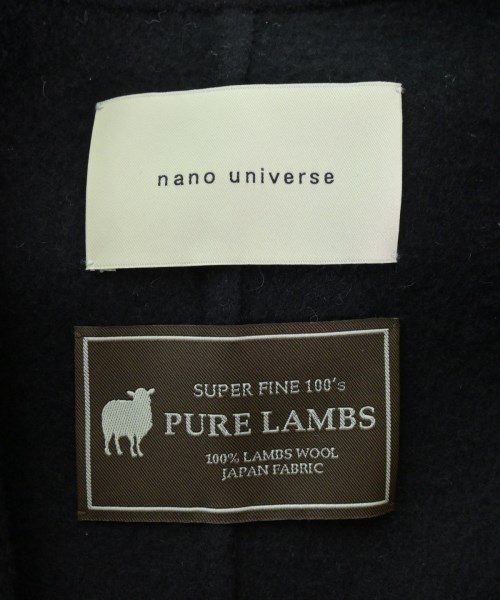 nano universe
SUPER FINE 100's
PURE LAMBS
100% LAMBS WOOL
JAPAN FABRIC